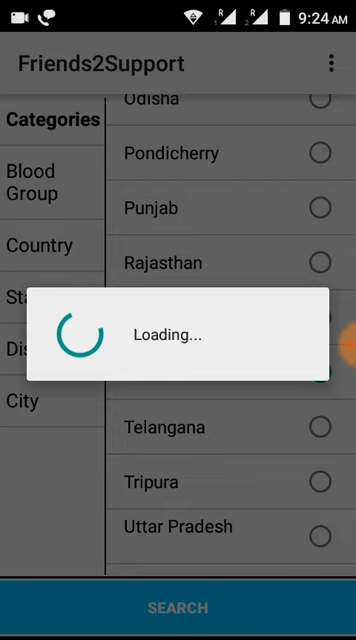 9:24 AM
Friends2Support
Odisha
Categories
Pondicherry
Blood
Group
Punjab
Country
Rajasthan
Loading...
City
Telangana
Tripura
Uttar Pradesh
SEARCH